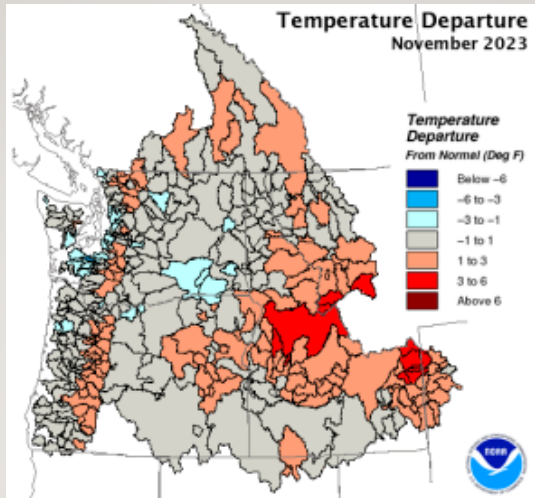 Temperature Departure
November 2023
Temperature
Departure
From Normal (Deg F)
Below −6
−6 to −3
−3 to −1
−1 to 1
1 to 3
3 to 6
Above 6
NOAA